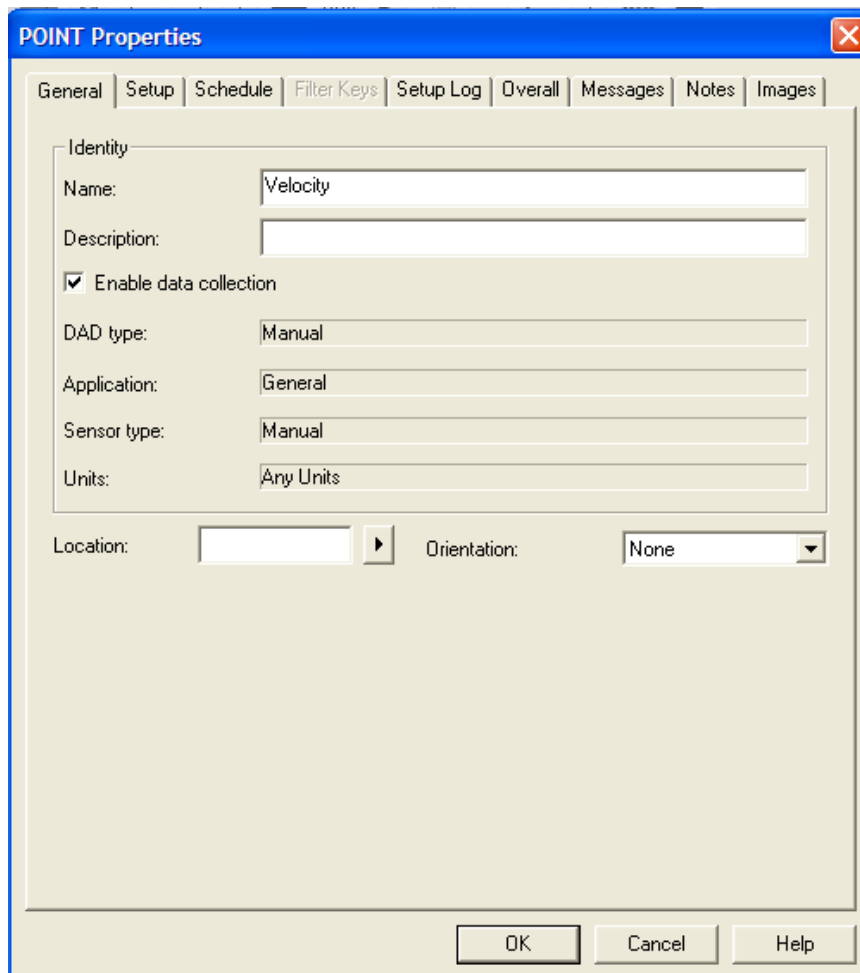 POINT Properties
General Setup Schedule Filter Keys Setup Log Overall Messages Notes Images
Identity
Name: Velocity
Description:
Enable data collection
DAD type: Manual
Application: General
Sensor type: Manual
Units: Any Units
Location: Orientation: None
OK Cancel Help